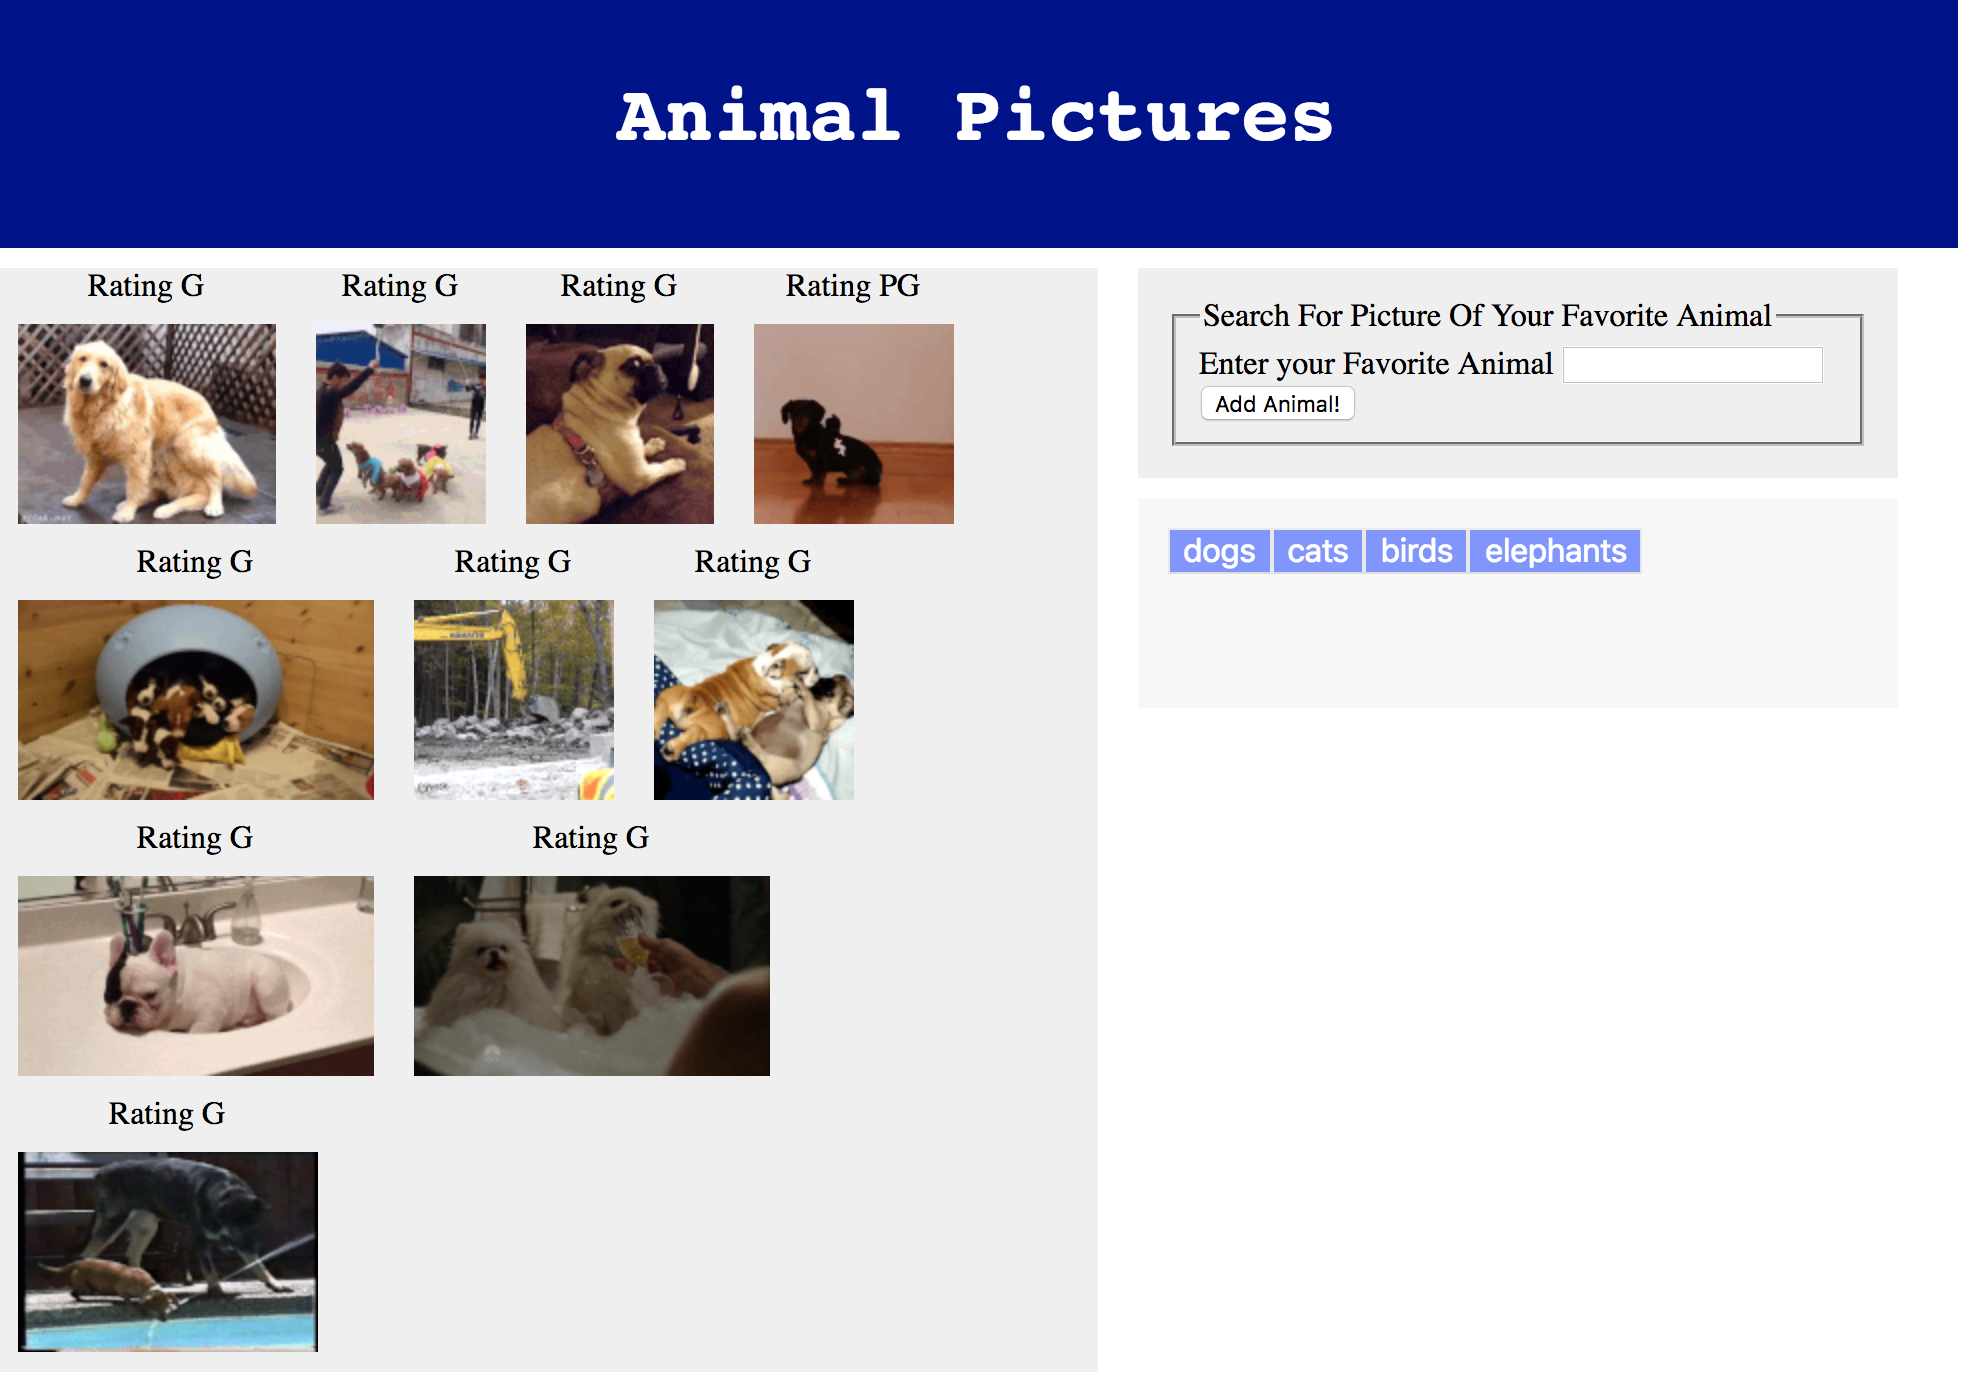 Animal Pictures
Rating G
Rating G
Rating G
Rating PG
Rating G
Rating G
Rating G
Rating G
Rating G
Rating G
Search For Picture Of Your Favorite Animal
Enter your Favorite Animal
Add Animal!
dogs cats birds elephants